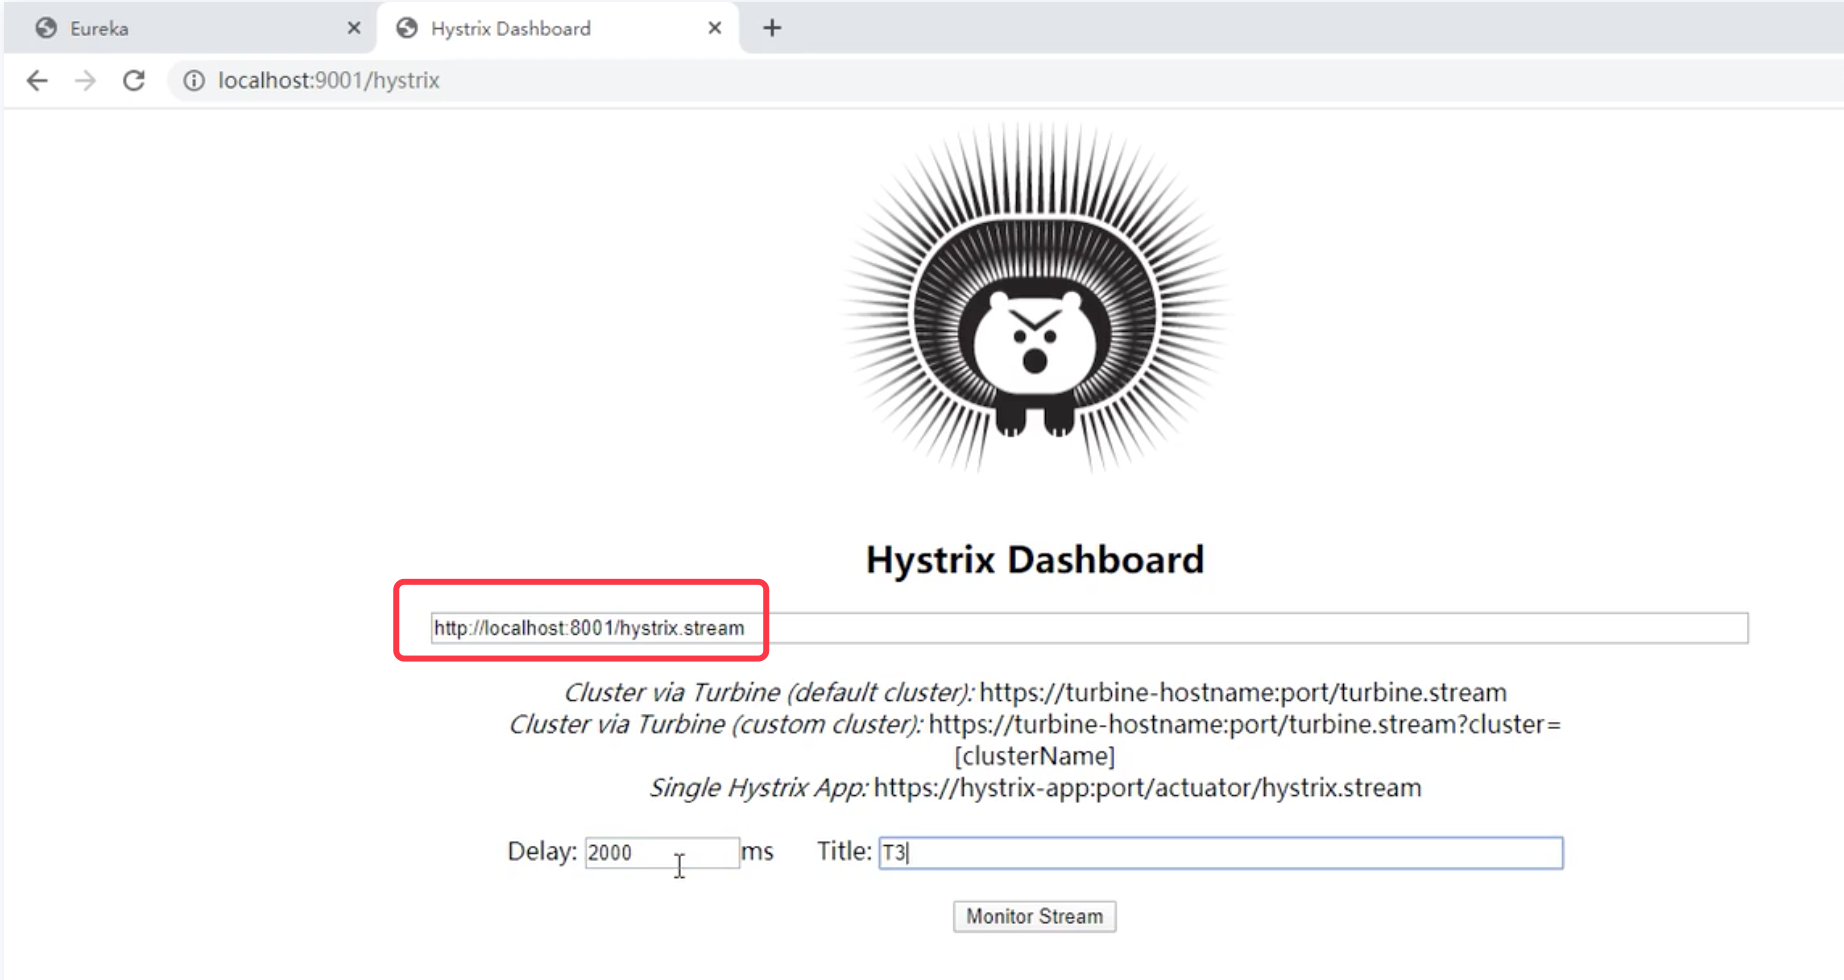 Eureka
Hystrix Dashboard
localhost:9001/hystrix
Hystrix Dashboard
http://localhost:8001/hystrix.stream
Cluster via Turbine (default cluster): https://turbine-hostname:port/turbine.stream
Cluster via Turbine (custom cluster): https://turbine-hostname:port/turbine.stream?cluster=
[clusterName]
Single Hystrix App: https://hystrix-app:port/actuator/hystrix.stream
Delay: 2000 ms Title: T3
Monitor Stream